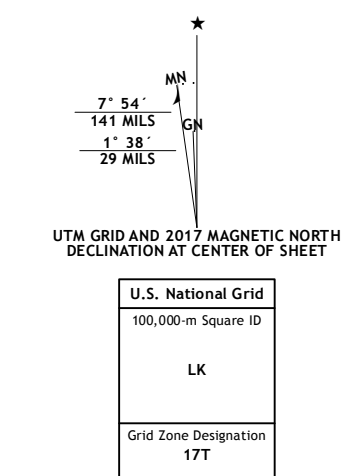 ★
MN
7° 54´
141 MILS
GN
1° 38´
29 MILS
UTM GRID AND 2017 MAGNETIC NORTH
DECLINATION AT CENTER OF SHEET
U.S. National Grid
100,000-m Square ID
LK
Grid Zone Designation
17T